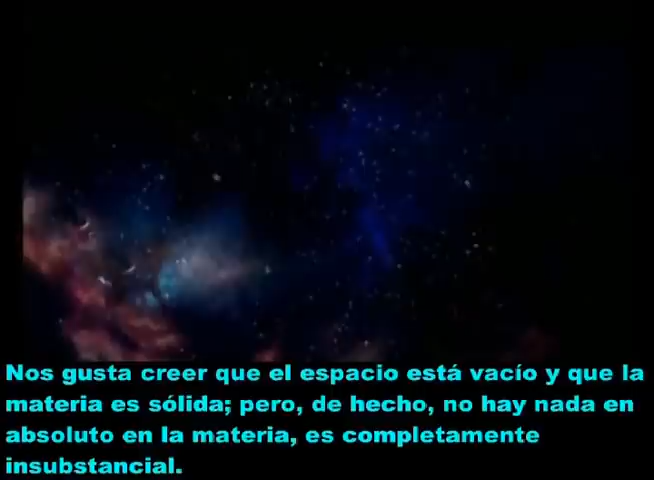 Nos gusta creer que el espacio está vacío y que la
materia es sólida; pero, de hecho, no hay nada en
absoluto en la materia, es completamente
insubstancial.